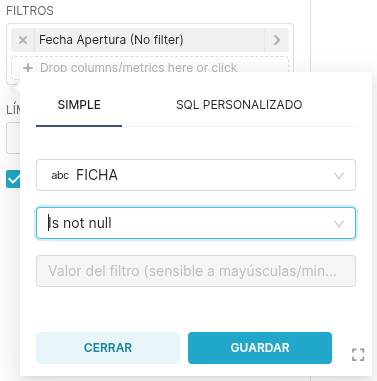 FILTROS
Fecha Apertura (No filter)
Drop columns/metrics here or click
SIMPLE
SQL PERSONALIZADO
LÍM
abc FICHA
Is not null
Valor del filtro (sensible a mayúsculas/min...
CERRAR
GUARDAR